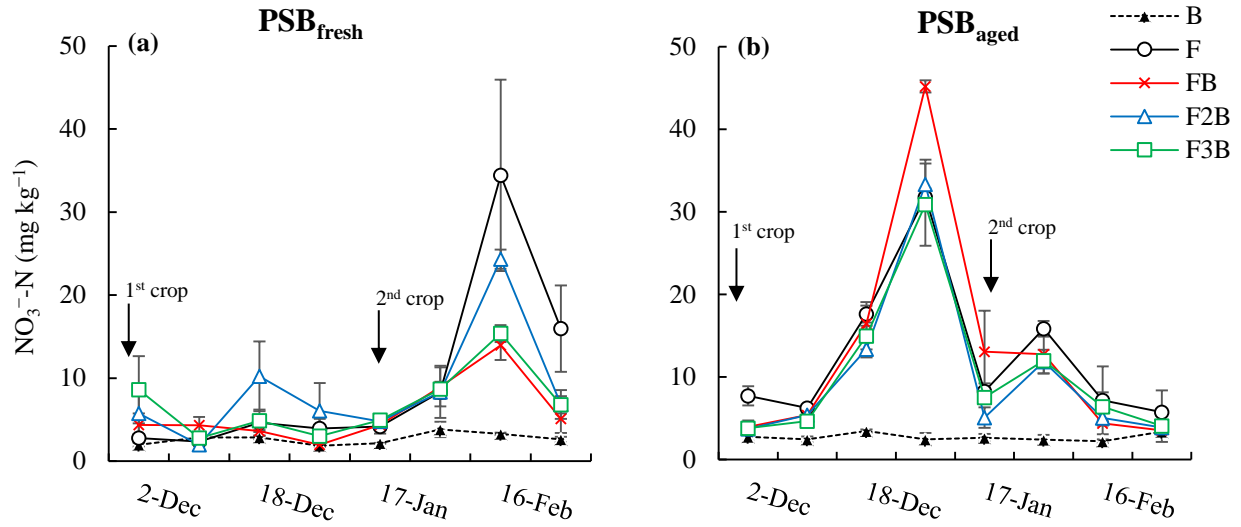 PSBfresh
PSBaged
(a)
(b)
B
F
FB
F2B
F3B
NO3−-N (mg kg−1)
50
40
30
20
10
0
1st crop
2nd crop
2-Dec
18-Dec
17-Jan
16-Feb
50
40
30
20
10
0
1st crop
2nd crop
2-Dec
18-Dec
17-Jan
16-Feb